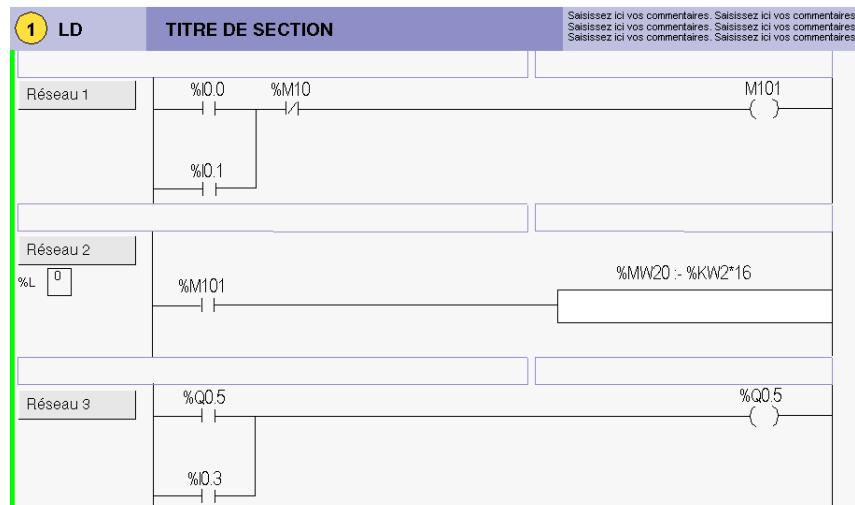 1 LD TITRE DE SECTION
Saisissez ici vos commentaires. Saisissez ici vos commentaires
Saisissez ici vos commentaires. Saisissez ici vos commentaires.
Saisissez ici vos commentaires. Saisissez ici vos commentaires
Réseau 1
%I0.0 %M10 M101
%I0.1
Réseau 2
%L 0
%M101
%MW20 :- %KW2*16
Réseau 3
%Q0.5 %Q0.5
%I0.3